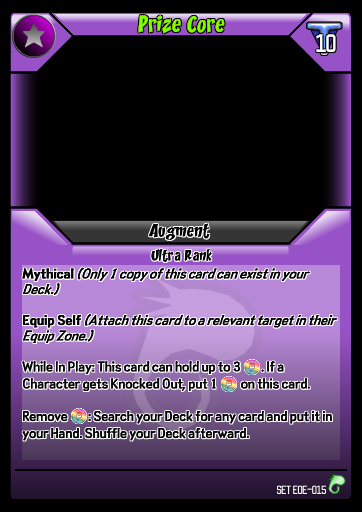 Prize Core
10
Augment
Ultra Rank
Mythical (Only 1 copy of this card can exist in your
Deck.)
Equip Self (Attach this card to a relevant target in their
Equip Zone.)
While In Play: This card can hold up to 3 . If a
Character gets Knocked Out, put 1 on this card.
Remove : Search your Deck for any card and put it in
your Hand. Shuffle your Deck afterward.
SET EOE-015